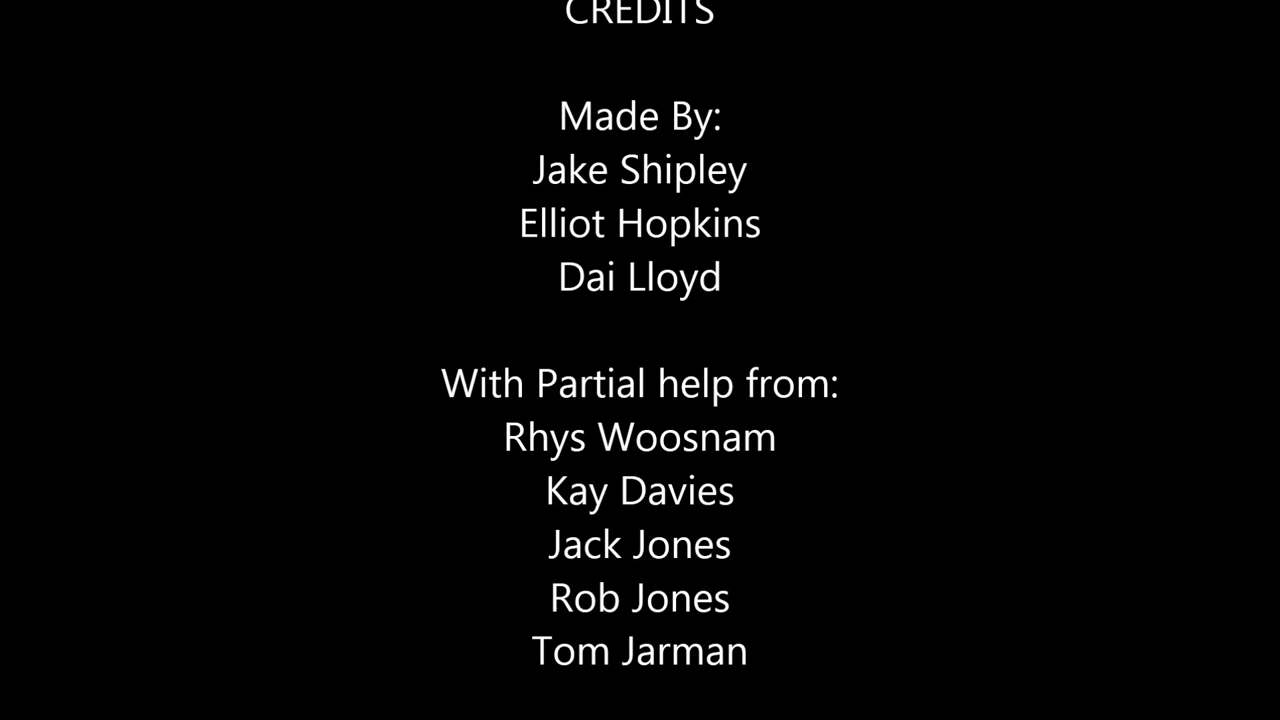 CREDITS
Made By:
Jake Shipley
Elliot Hopkins
Dai Lloyd
With Partial help from:
Rhys Woosnam
Kay Davies
Jack Jones
Rob Jones
Tom Jarman